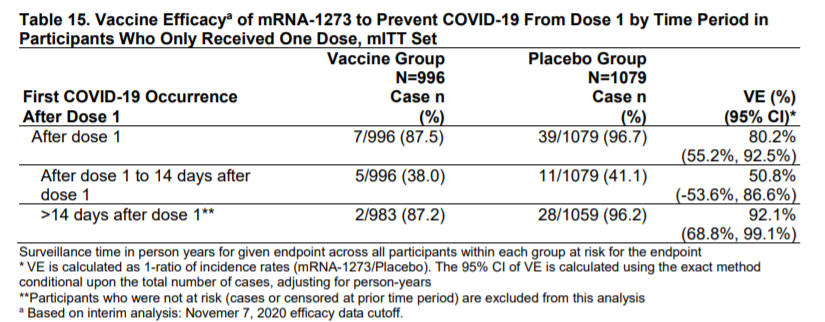 Table 15. Vaccine Efficacyᵃ of mRNA-1273 to Prevent COVID-19 From Dose 1 by Time Period in
Participants Who Only Received One Dose, mITT Set
Vaccine Group Placebo Group
N=996 N=1079
First COVID-19 Occurrence Case n Case n VE (%)
After Dose 1 (%) (%) (95% CI)*
After dose 1 7/996 (87.5) 39/1079 (96.7) 80.2%
(55.2%, 92.5%)
After dose 1 to 14 days after 5/996 (38.0) 11/1079 (41.1) 50.8%
dose 1 (-53.6%, 86.6%)
>14 days after dose 1** 2/983 (87.2) 28/1059 (96.2) 92.1%
(68.8%, 99.1%)
Surveillance time in person years for given endpoint across all participants within each group at risk for the endpoint
* VE is calculated as 1-ratio of incidence rates (mRNA-1273/Placebo). The 95% CI of VE is calculated using the exact method
conditional upon the total number of cases, adjusting for person-years
**Participants who were not at risk (cases or censored at prior time period) are excluded from this analysis
ᵃ Based on interim analysis: Novemer 7, 2020 efficacy data cutoff.